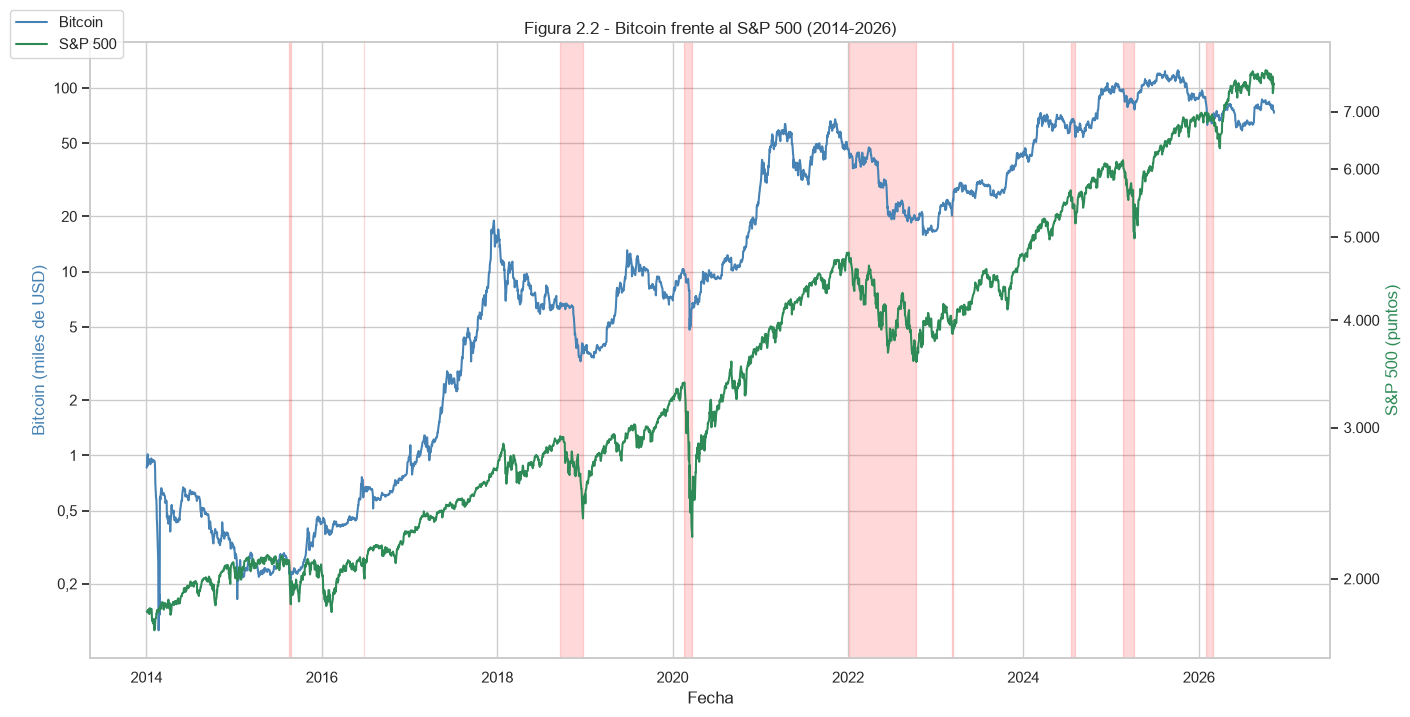 Bitcoin
S&P 500
Figura 2.2 - Bitcoin frente al S&P 500 (2014-2026)
Bitcoin (miles de USD)
100
50
20
10
5
2
1
0,5
0,2
7.000
6.000
5.000
4.000
3.000
2.000
S&P 500 (puntos)
2014 2016 2018 2020 2022 2024 2026
Fecha